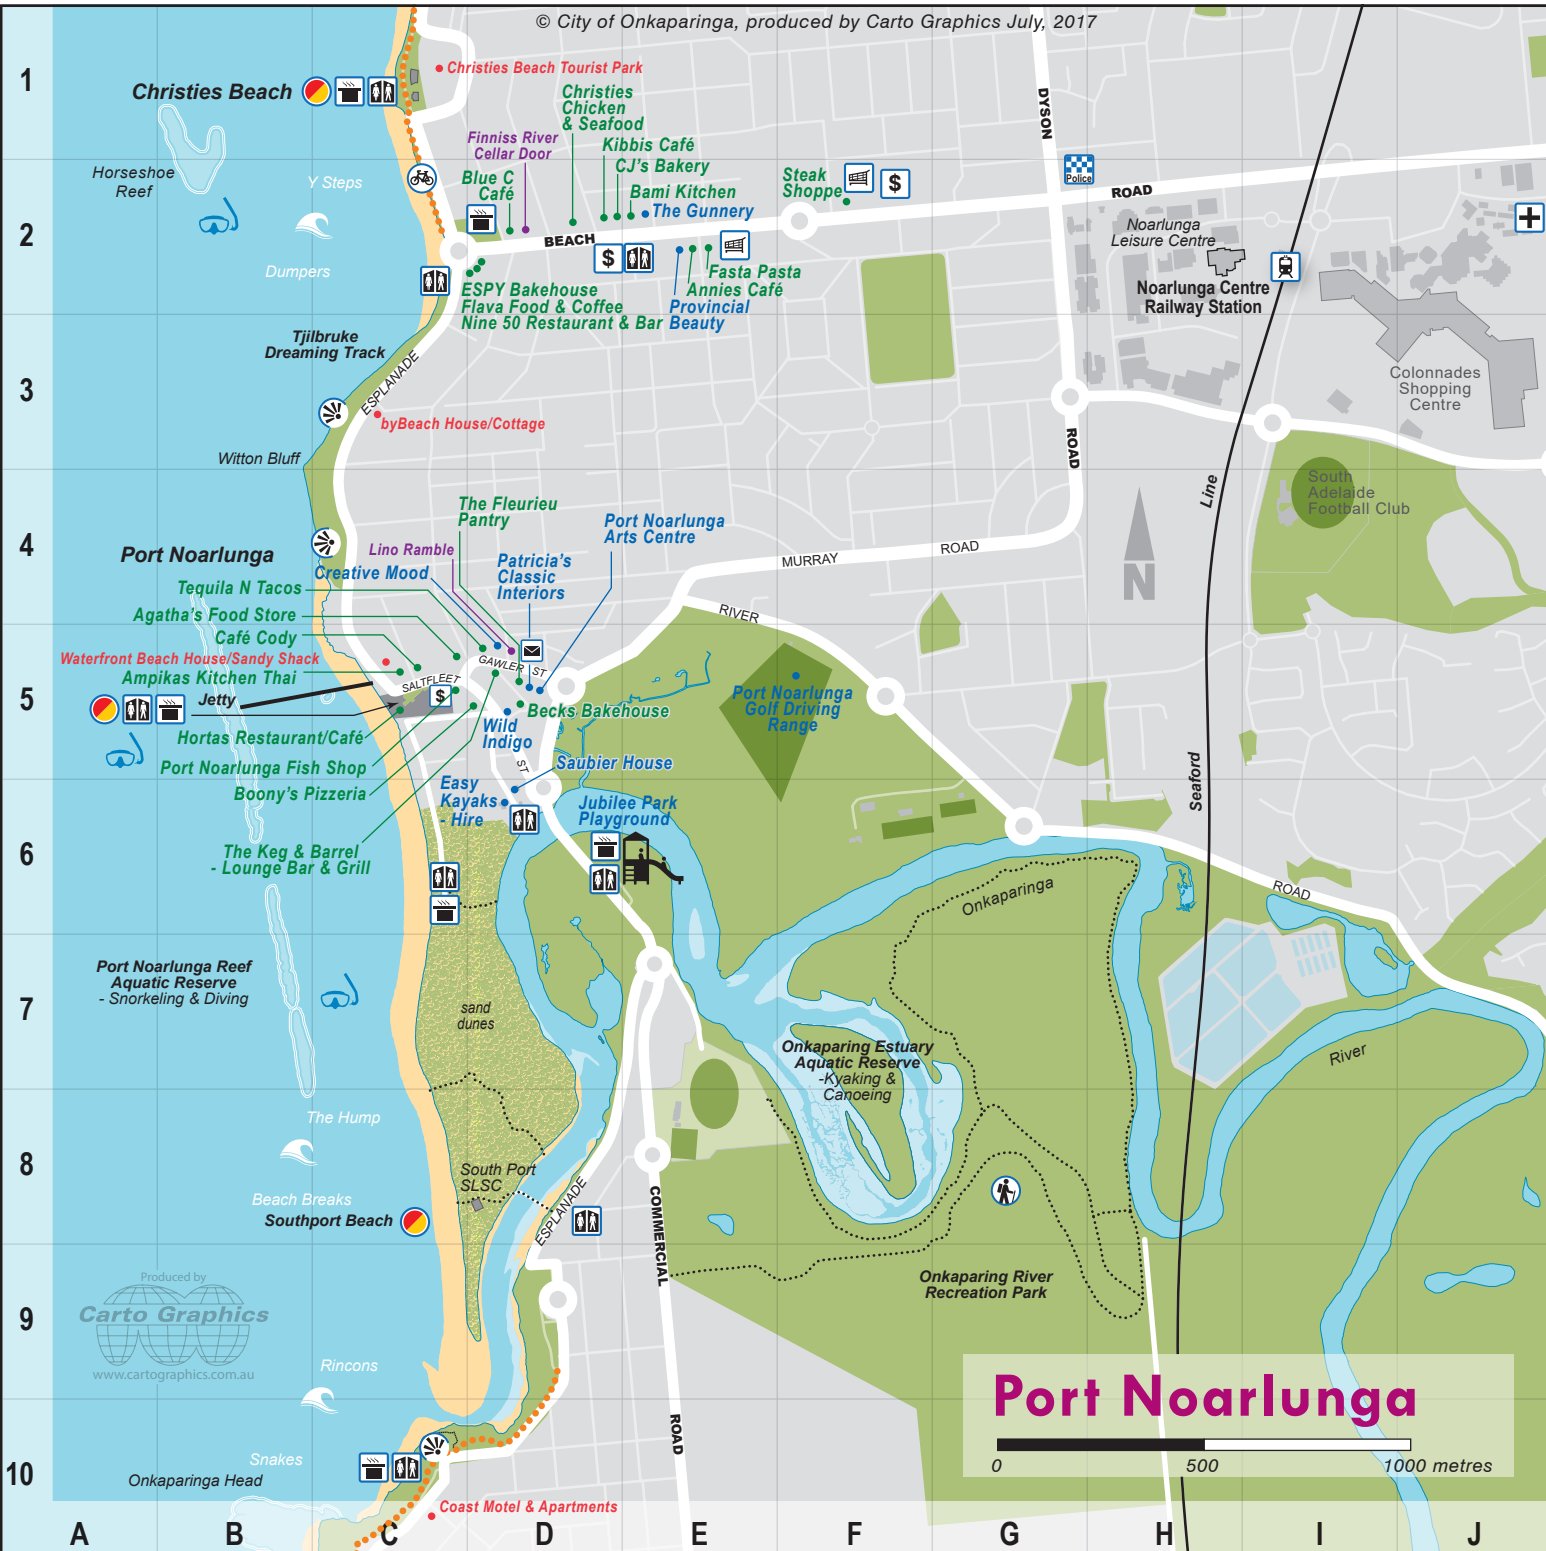 © City of Onkaparinga, produced by Carto Graphics July, 2017
1
Christies Beach
Christies Beach Tourist Park
Christies
Chicken
& Seafood
DYSON
Finniss River
Cellar Door
Kibbis Café
CJ's Bakery
Horseshoe
Reef
Y Steps
Blue C
Café
Bami Kitchen
The Gunnery
Steak
Shoppe
$
Police
ROAD
2
BEACH
$
Noarlunga
Leisure Centre
Dumpers
Fasta Pasta
Annies Café
Provincial
Beauty
ESPY Bakehouse
Flava Food & Coffee
Nine 50 Restaurant & Bar
Noarlunga Centre
Railway Station
Tjilbruke
Dreaming Track
3
ESPLANADE
byBeach House/Cottage
Colonnades
Shopping
Centre
ROAD
Witton Bluff
South
Adelaide
Football Club
Line
4
Port Noarlunga
The Fleurieu
Pantry
Port Noarlunga
Arts Centre
Lino Ramble
Creative Mood
Patricia's
Classic
Interiors
MURRAY
ROAD
N
Tequila N Tacos
Agatha's Food Store
Café Cody
Waterfront Beach House/Sandy Shack
Ampikas Kitchen Thai
RIVER
GAWLER ST
SALTFLEET
$
5
Jetty
Port Noarlunga
Golf Driving
Range
Becks Bakehouse
Wild
Indigo
Hortas Restaurant/Café
Port Noarlunga Fish Shop
Boony's Pizzeria
ST
Saubier House
Easy
Kayaks
- Hire
Jubilee Park
Playground
Seaford
6
The Keg & Barrel
- Lounge Bar & Grill
Onkaparinga
ROAD
Port Noarlunga Reef
Aquatic Reserve
- Snorkeling & Diving
7
sand
dunes
Onkaparing Estuary
Aquatic Reserve
-Kyaking &
Canoeing
River
The Hump
8
South Port
SLSC
Beach Breaks
Southport Beach
ESPLANADE
COMMERCIAL
Onkaparing River
Recreation Park
Produced by
Carto Graphics
www.cartographics.com.au
9
Rincons
Port Noarlunga
0 500 1000 metres
ROAD
Snakes
10
Onkaparinga Head
Coast Motel & Apartments
A B C D E F G H I J